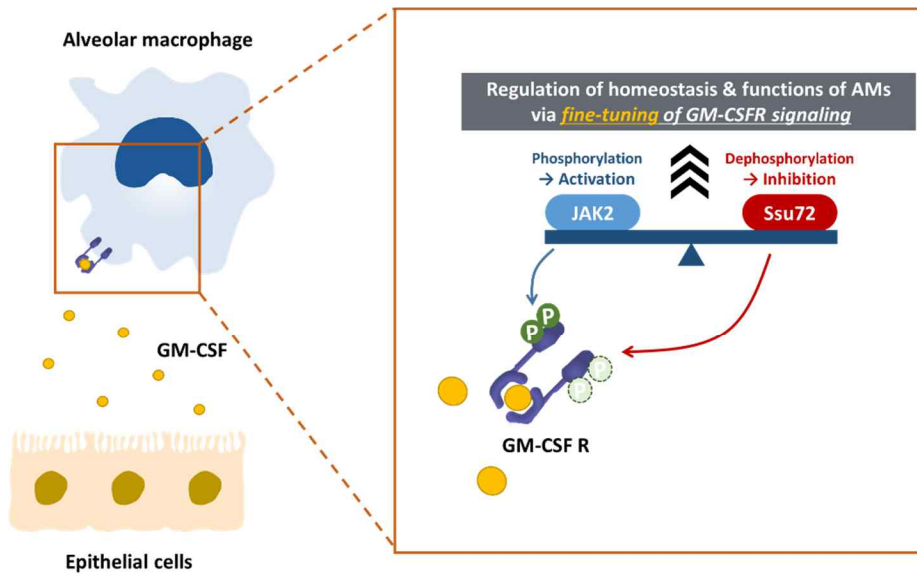 Alveolar macrophage
GM-CSF
Epithelial cells
Regulation of homeostasis & functions of AMs
via fine-tuning of GM-CSFR signaling
Phosphorylation
→ Activation
Dephosphorylation
→ Inhibition
JAK2
Ssu72
P
P
P
P
GM-CSF R